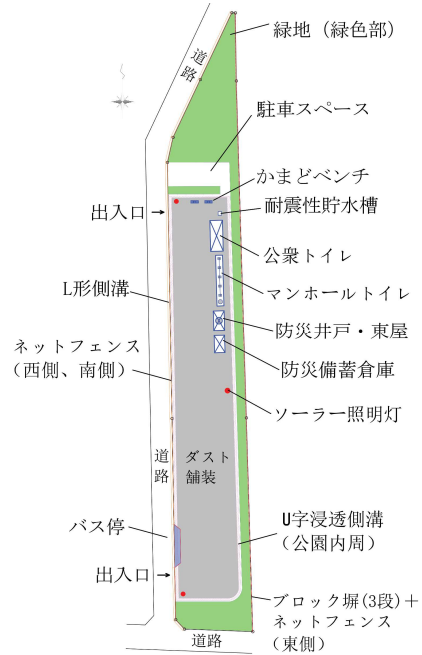 緑地（緑色部）
道路
駐車スペース
かまどベンチ
耐震性貯水槽
出入口
公衆トイレ
マンホールトイレ
L形側溝
防災井戸・東屋
ネットフェンス
（西側、南側）
防災備蓄倉庫
ソーラー照明灯
道路
ダスト
舗装
バス停
U字浸透側溝
（公園内周）
出入口
ブロック塀(3段)＋
ネットフェンス
（東側）
道路